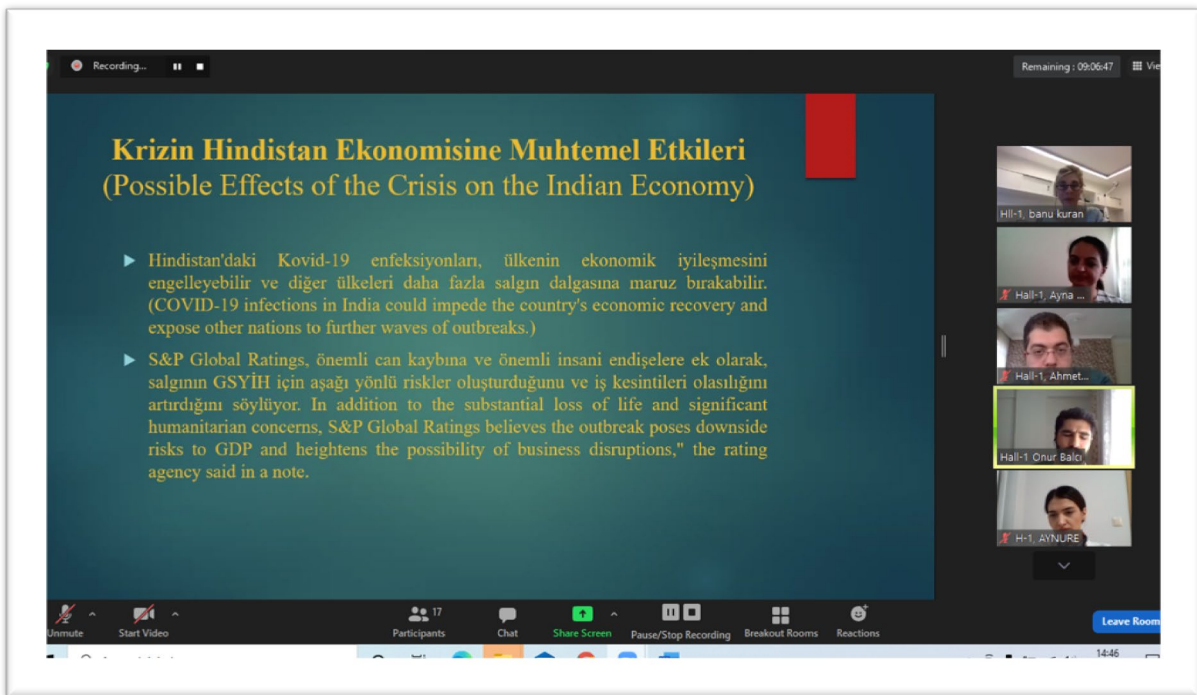 Recording...
Remaining : 09:06:47
Vie
Krizin Hindistan Ekonomisine Muhtemel Etkileri
(Possible Effects of the Crisis on the Indian Economy)
Hindistan'daki Kovid-19 enfeksiyonları, ülkenin ekonomik iyileşmesini
engelleyebilir ve diğer ülkeleri daha fazla salgın dalgasına maruz bırakabilir.
(COVID-19 infections in India could impede the country's economic recovery and
expose other nations to further waves of outbreaks.)
S&P Global Ratings, önemli can kaybına ve önemli insani endişelere ek olarak,
salgının GSYİH için aşağı yönlü riskler oluşturduğunu ve iş kesintileri olasılığını
artırdığını söylüyor. In addition to the substantial loss of life and significant
humanitarian concerns, S&P Global Ratings believes the outbreak poses downside
risks to GDP and heightens the possibility of business disruptions," the rating
agency said in a note.
Hll-1, banu kuran
Hall-1, Ayna ...
Hall-1, Ahmet...
Hall-1 Onur Balcı
H-1, AYNURE
Unmute
Start Video
17
Participants
Chat
Share Screen
Pause/Stop Recording
Breakout Rooms
Reactions
Leave Room
14:46